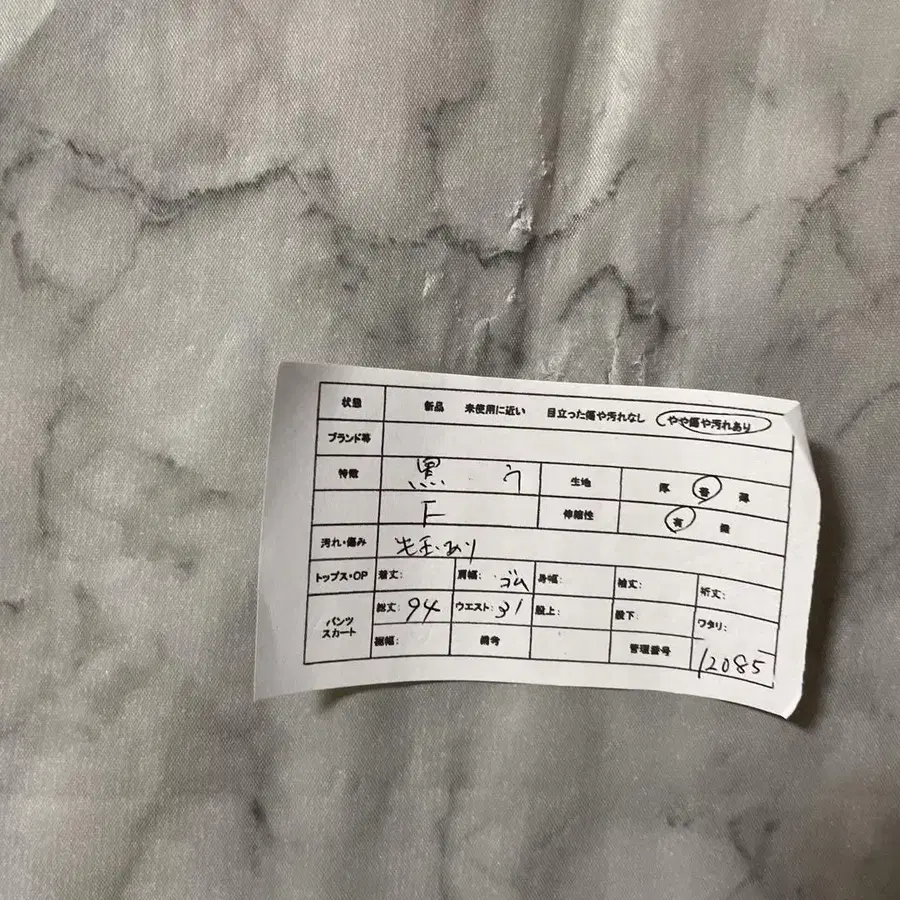 状態 新品 未使用に近い 目立った傷や汚れなし やや傷や汚れあり
ブランド等
特徴 黒 う 生地 厚 普 薄
F 伸縮性 有 無
汚れ・傷み 毛玉あり
トップス・OP 着丈: 肩幅: ゴム 身幅: 袖丈: 裄丈:
パンツ スカート 総丈: 94 ウエスト: 31 股上: 股下: ワタリ:
裾幅: 備考 管理番号 12085